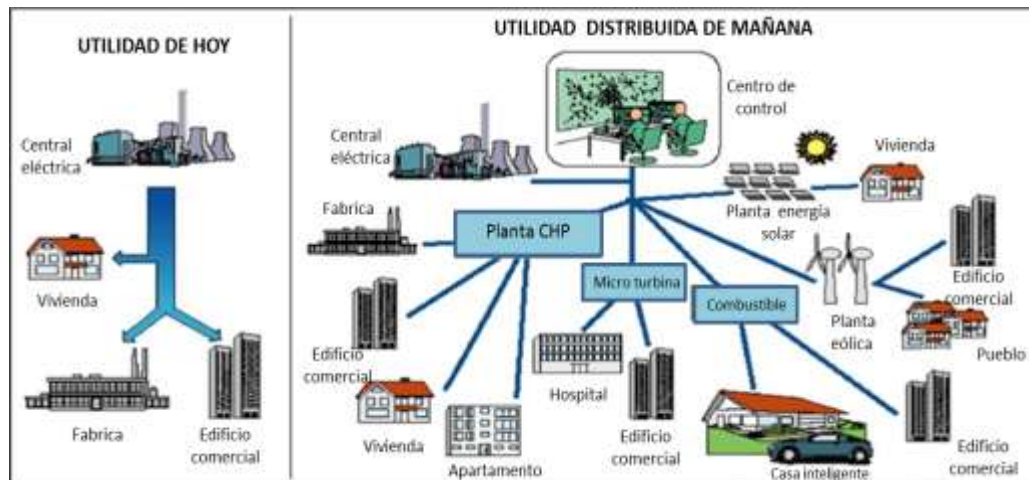 UTILIDAD DE HOY
Central
eléctrica
Vivienda
Fabrica
Edificio
comercial
UTILIDAD DISTRIBUIDA DE MAÑANA
Centro de
control
Central
eléctrica
Vivienda
Planta energía
solar
Fabrica
Planta CHP
Micro turbina
Combustible
Planta
eólica
Edificio
comercial
Pueblo
Edificio
comercial
Vivienda
Apartamento
Hospital
Edificio
comercial
Casa inteligente
Edificio
comercial